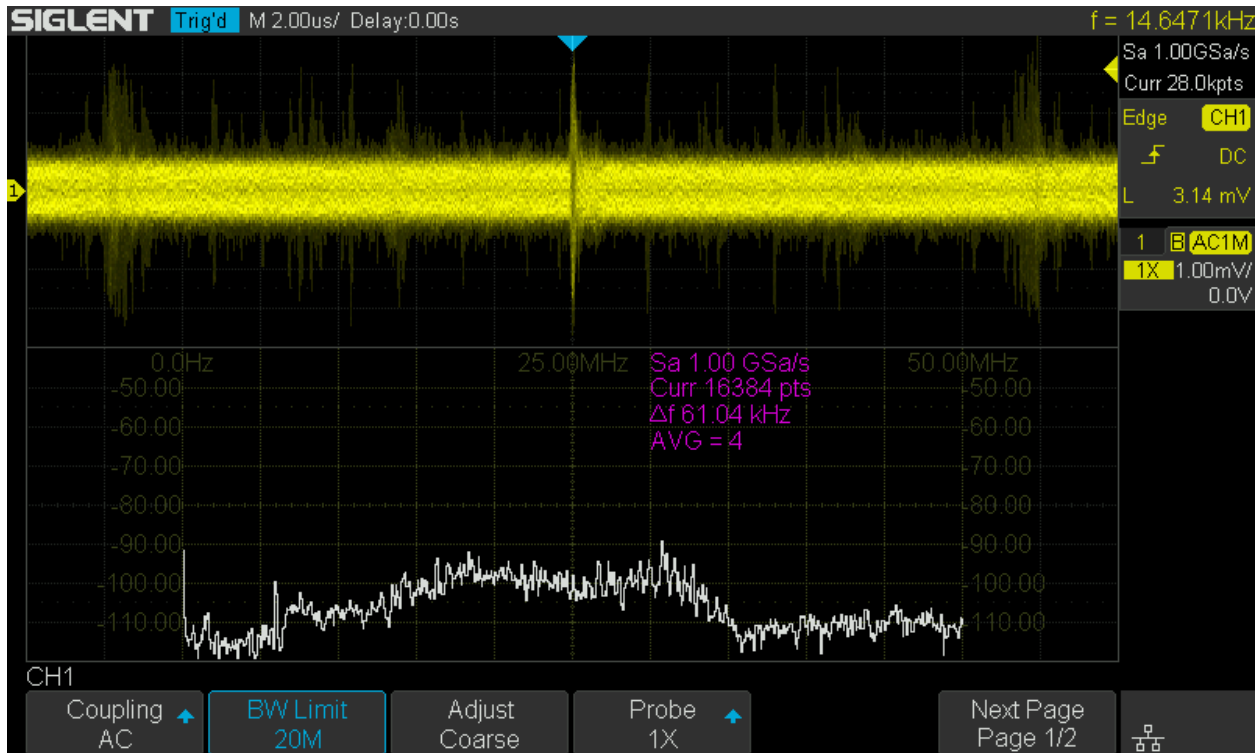 SIGLENT Trig'd M 2.00us/ Delay:0.00s f = 14.6471kHz
Sa 1.00GSa/s
Curr 28.0kpts
Edge CH1
DC
L 3.14 mV
1
1 B AC1M
1X 1.00mV/
0.0V
0.0Hz 25.00MHz 50.00MHz
Sa 1.00 GSa/s
Curr 16384 pts
Δf 61.04 kHz
AVG = 4
-50.00 -50.00
-60.00 -60.00
-70.00 -70.00
-80.00 -80.00
-90.00 -90.00
-100.00 -100.00
-110.00 -110.00
CH1
Coupling BW Limit Adjust Probe Next Page
AC 20M Coarse 1X Page 1/2